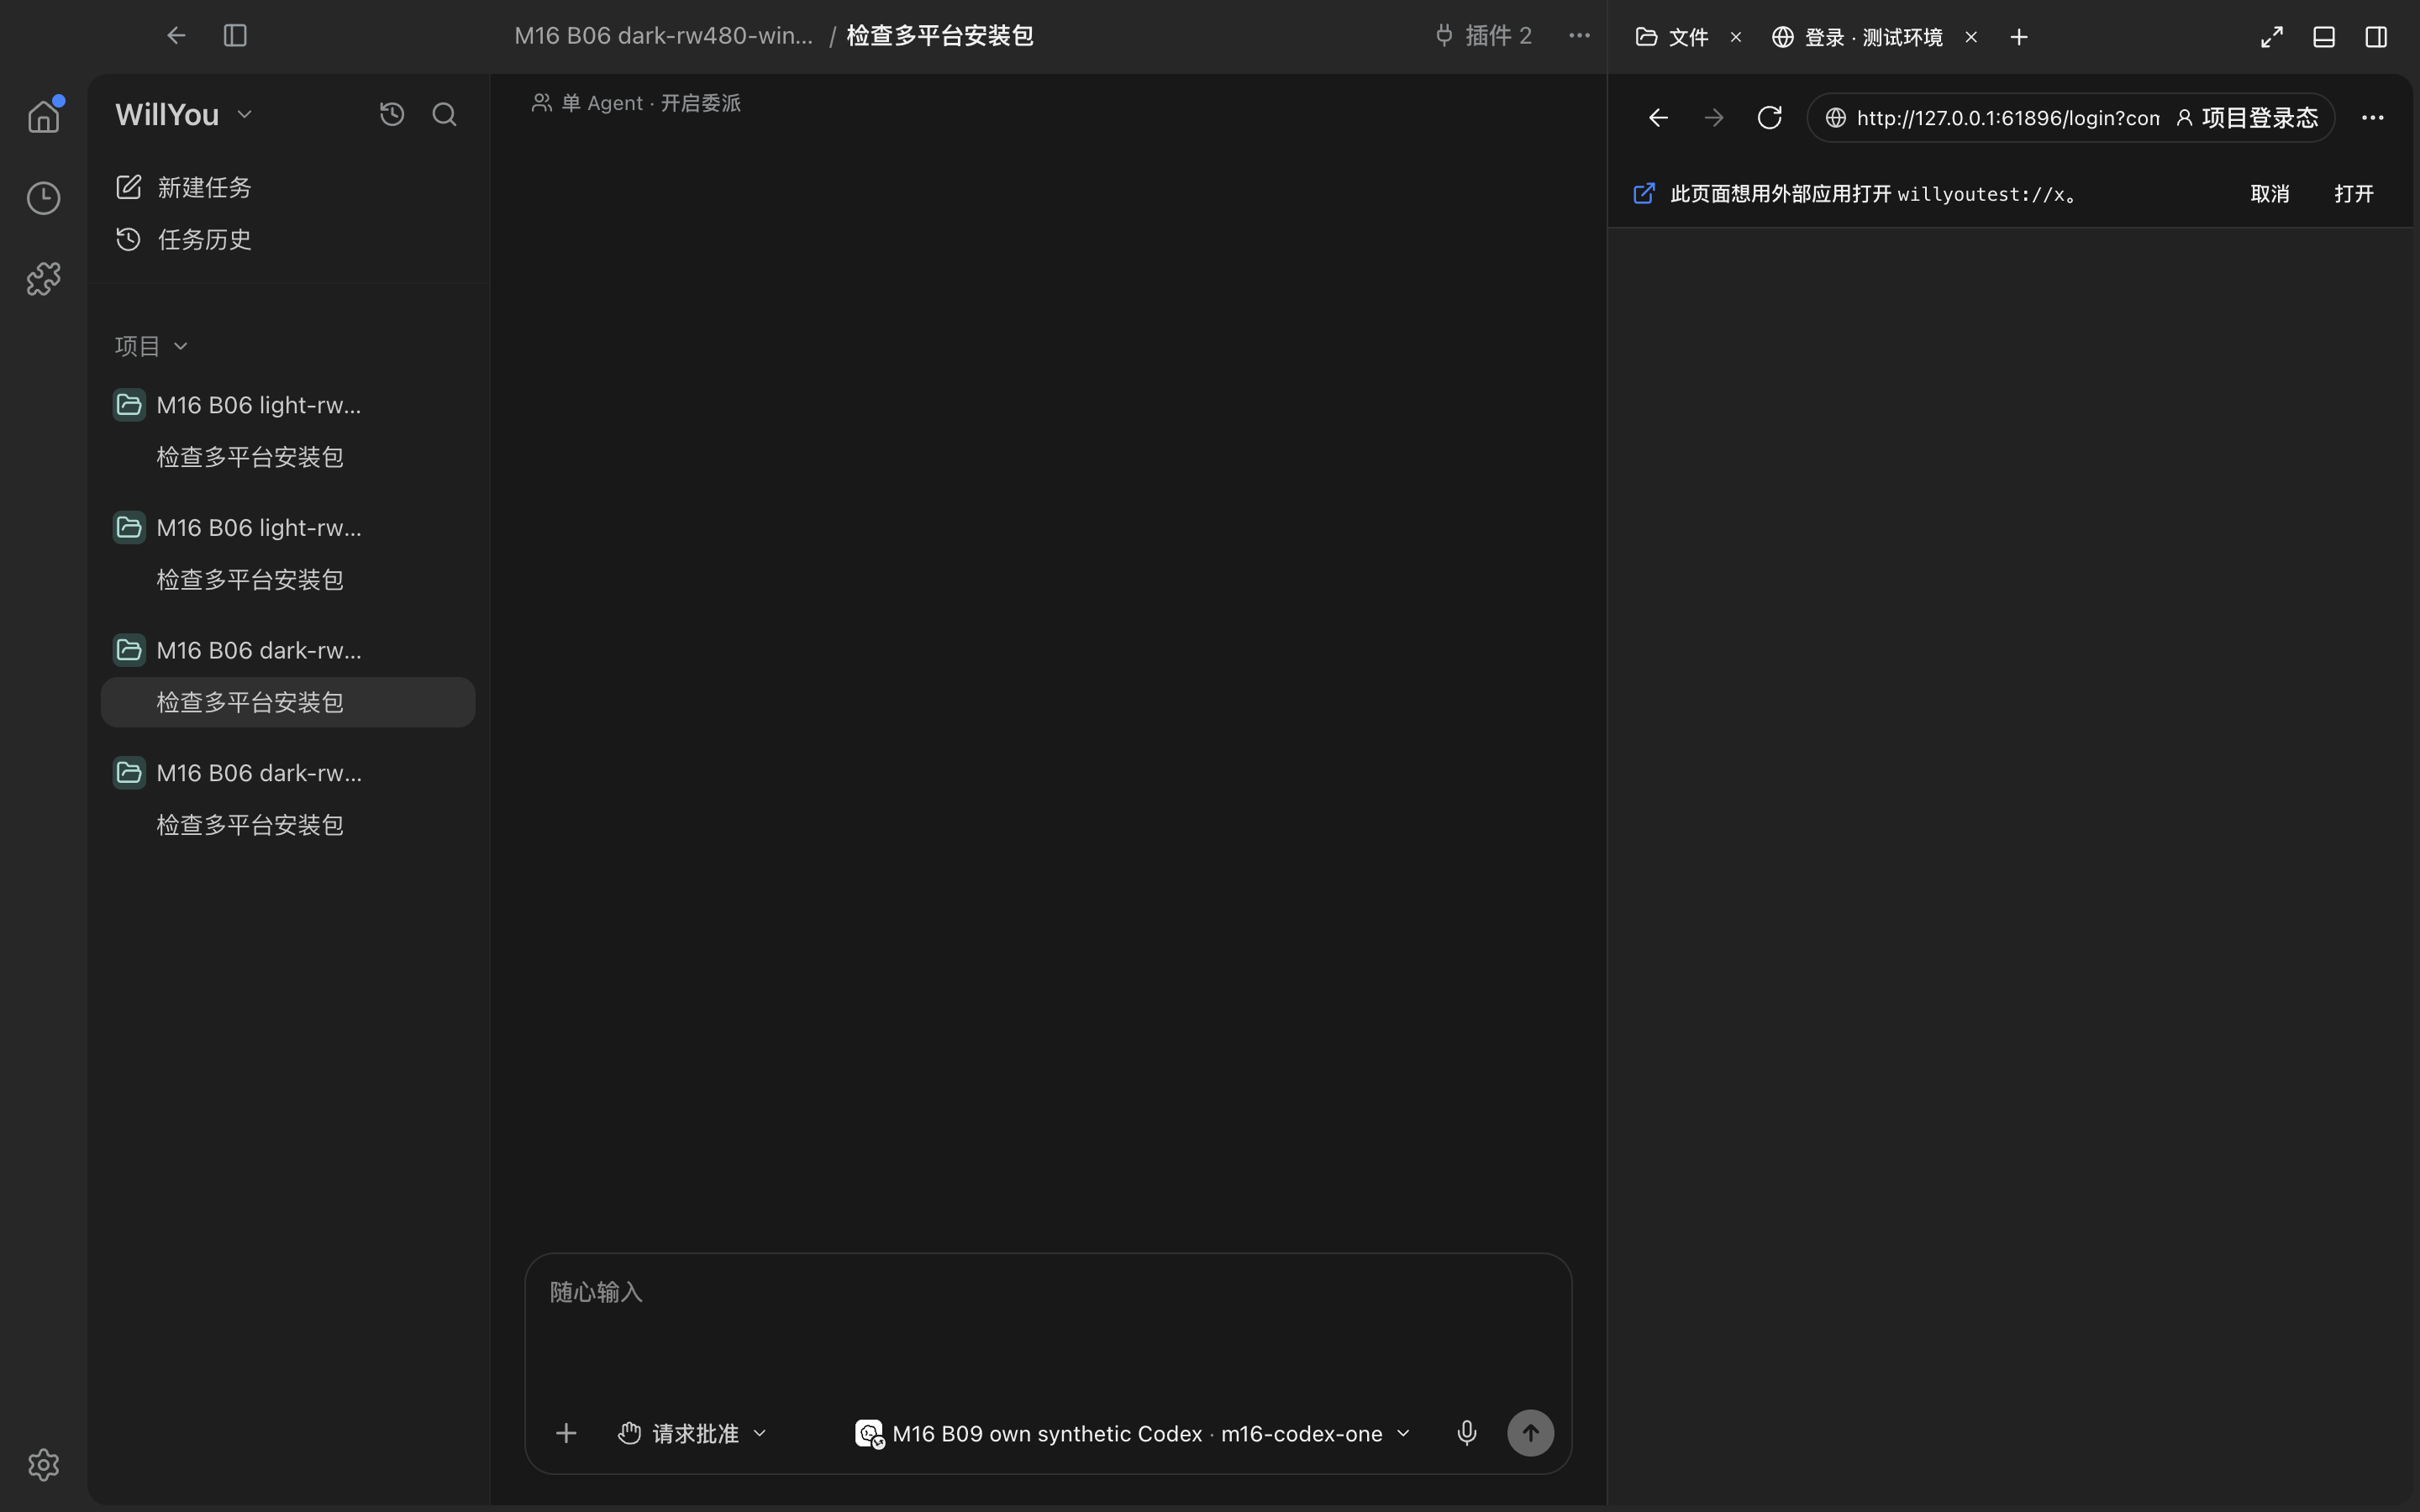 M16 B06 dark-rw480-win... / 检查多平台安装包
插件 2
文件
登录 · 测试环境
WillYou
新建任务
任务历史
项目
M16 B06 light-rw...
检查多平台安装包
M16 B06 light-rw...
检查多平台安装包
M16 B06 dark-rw...
检查多平台安装包
M16 B06 dark-rw...
检查多平台安装包
单 Agent · 开启委派
随心输入
请求批准
M16 B09 own synthetic Codex · m16-codex-one
http://127.0.0.1:61896/login?con
项目登录态
此页面想用外部应用打开 willyoutest://x。
取消
打开